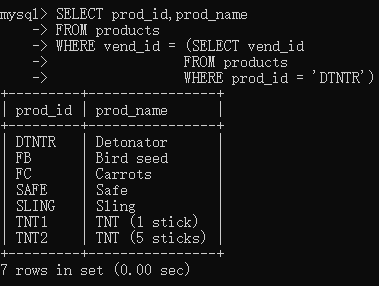 mysql> SELECT prod_id,prod_name
    -> FROM products
    -> WHERE vend_id = (SELECT vend_id
    ->                  FROM products
    ->                  WHERE prod_id = 'DTNTR')
+---------+----------------+
| prod_id | prod_name      |
+---------+----------------+
| DTNTR   | Detonator      |
| FB      | Bird seed      |
| FC      | Carrots        |
| SAFE    | Safe           |
| SLING   | Sling          |
| TNT1    | TNT (1 stick)  |
| TNT2    | TNT (5 sticks) |
+---------+----------------+
7 rows in set (0.00 sec)